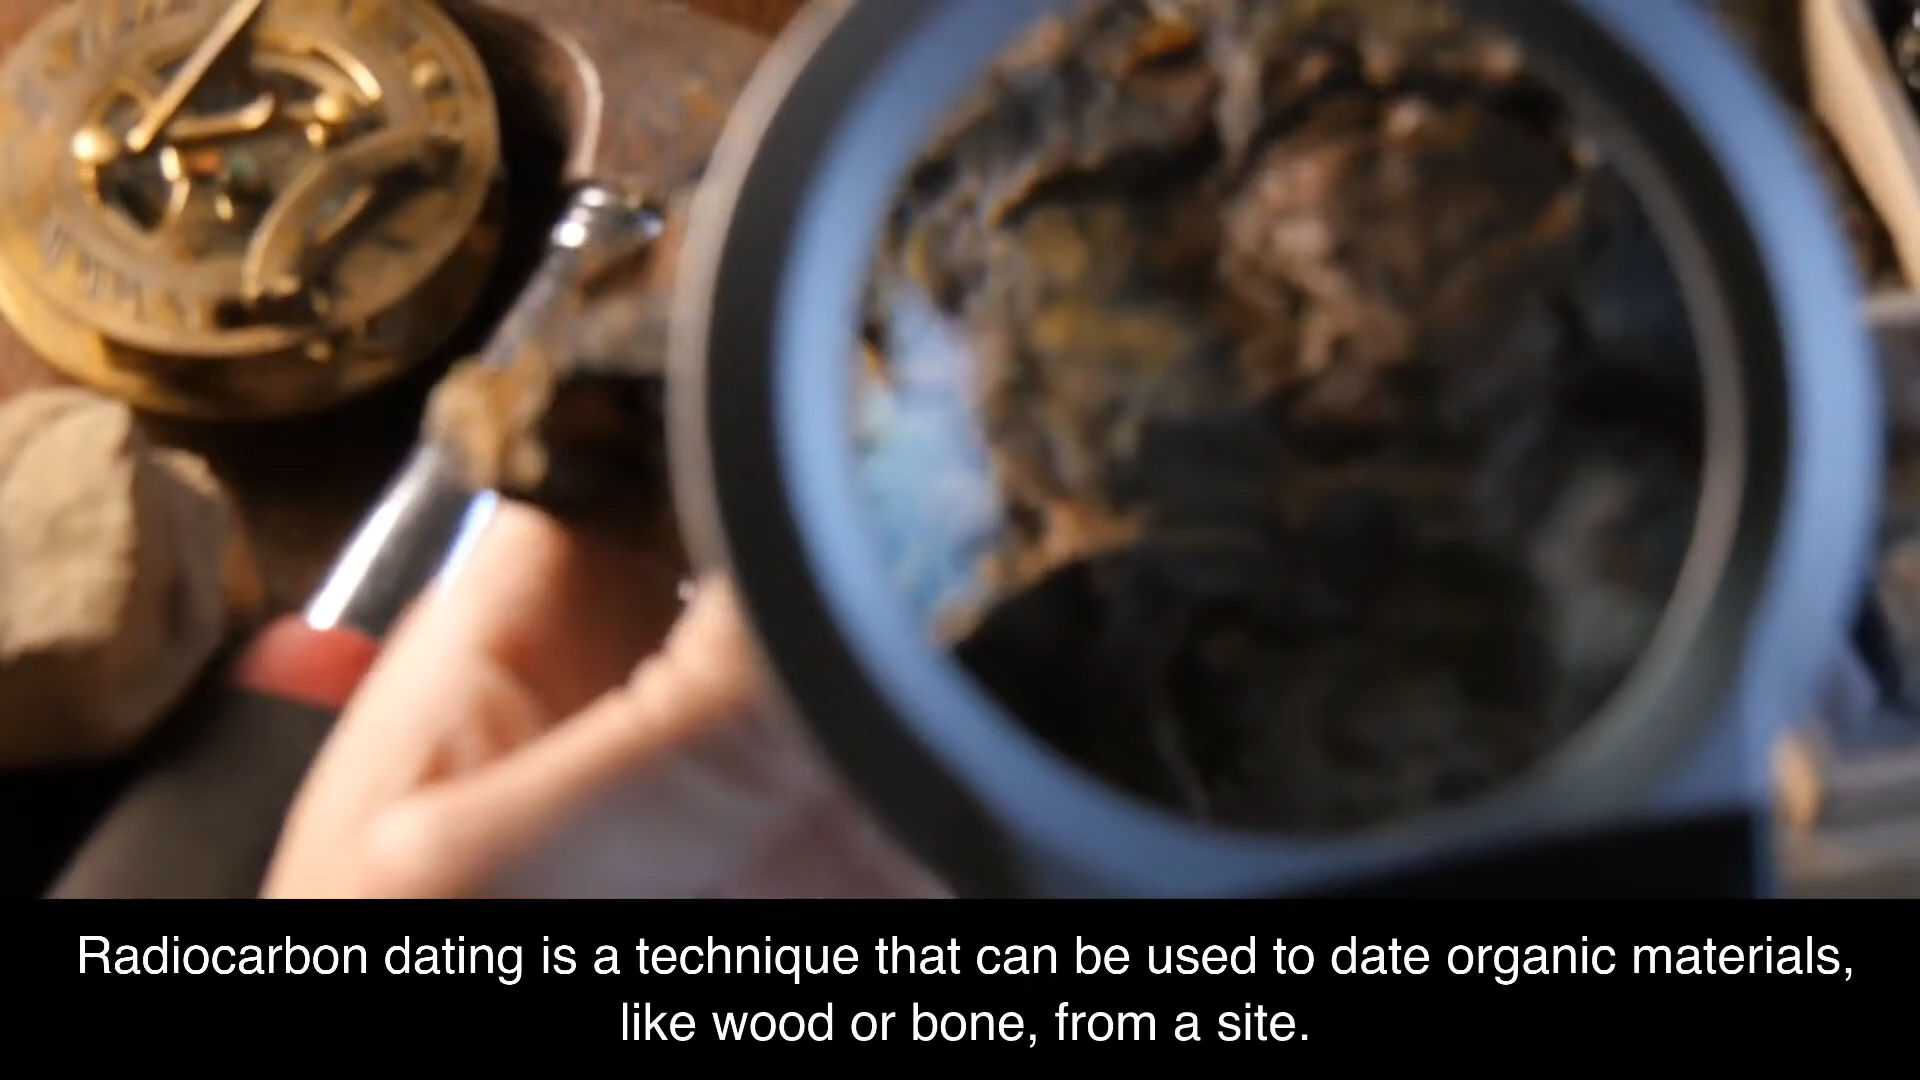 Radiocarbon dating is a technique that can be used to date organic materials,
like wood or bone, from a site.